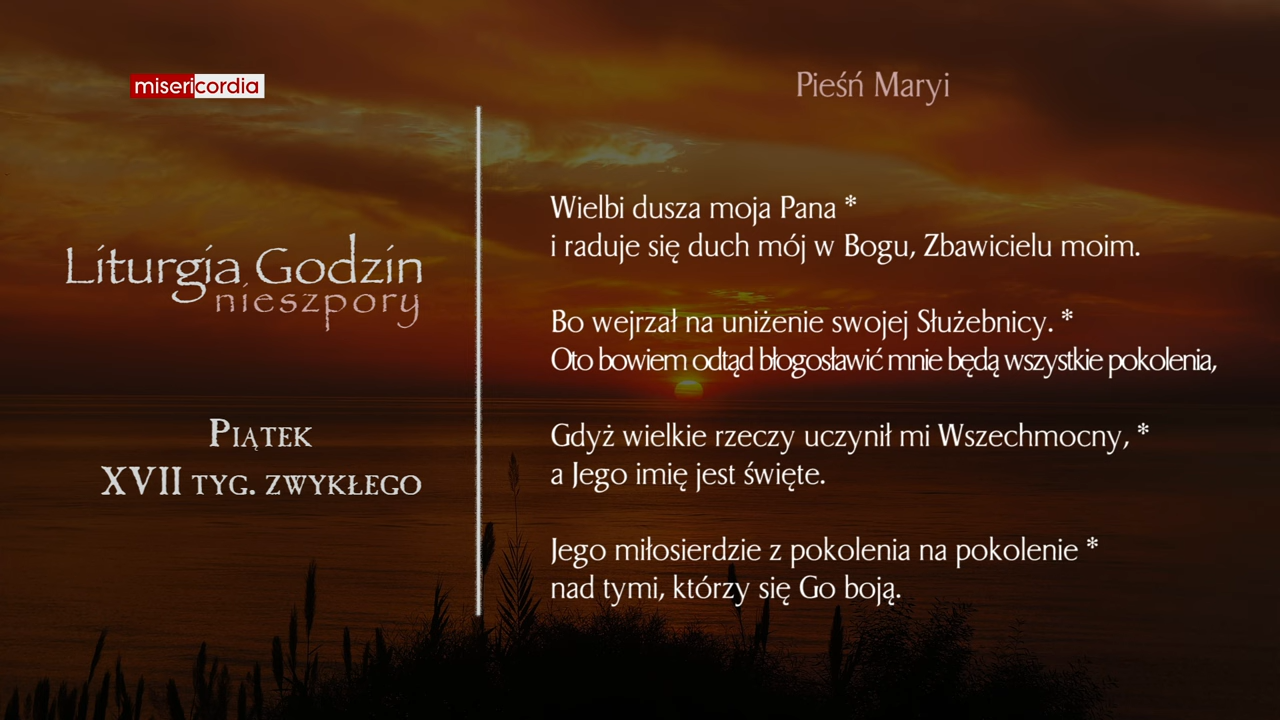 misericordia
Liturgia Godzin
nieszpory
Piątek
XVII tyg. zwykłego
Pieśń Maryi
Wielbi dusza moja Pana *
i raduje się duch mój w Bogu, Zbawicielu moim.
Bo wejrzał na uniżenie swojej Służebnicy. *
Oto bowiem odtąd błogosławić mnie będą wszystkie pokolenia,
Gdyż wielkie rzeczy uczynił mi Wszechmocny, *
a Jego imię jest święte.
Jego miłosierdzie z pokolenia na pokolenie *
nad tymi, którzy się Go boją.